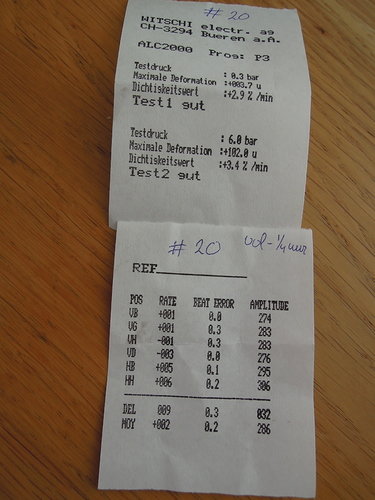 # 20
WITSCHI electr. ag
CH-3294 Bueren a.A.
ALC2000 Prog: P3
Testdruck : 0.3 bar
Maximale Deformation :+003.7 u
Dichtigkeitswert :+2.9 % /min
Test1 gut
Testdruck : 6.0 bar
Maximale Deformation :+102.0 u
Dichtigkeitswert :+3.4 % /min
Test2 gut
# 20
REF
POS RATE BEAT ERROR AMPLITUDE
VB +001 0.0 274
VG +001 0.3 283
VH -001 0.3 283
VD -003 0.0 276
HB +005 0.1 295
HH +006 0.2 306
DEL 009 0.3 032
MOY +002 0.2 286